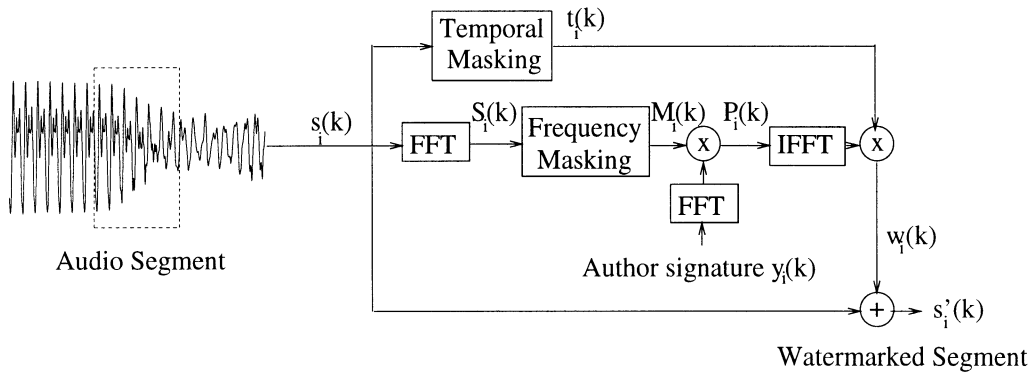 Temporal
Masking
t_i(k)
s_i(k)
FFT
S_i(k)
Frequency
Masking
M_i(k)
x
P_i(k)
IFFT
x
FFT
Author signature y_i(k)
w_i(k)
Audio Segment
+
s_i'(k)
Watermarked Segment